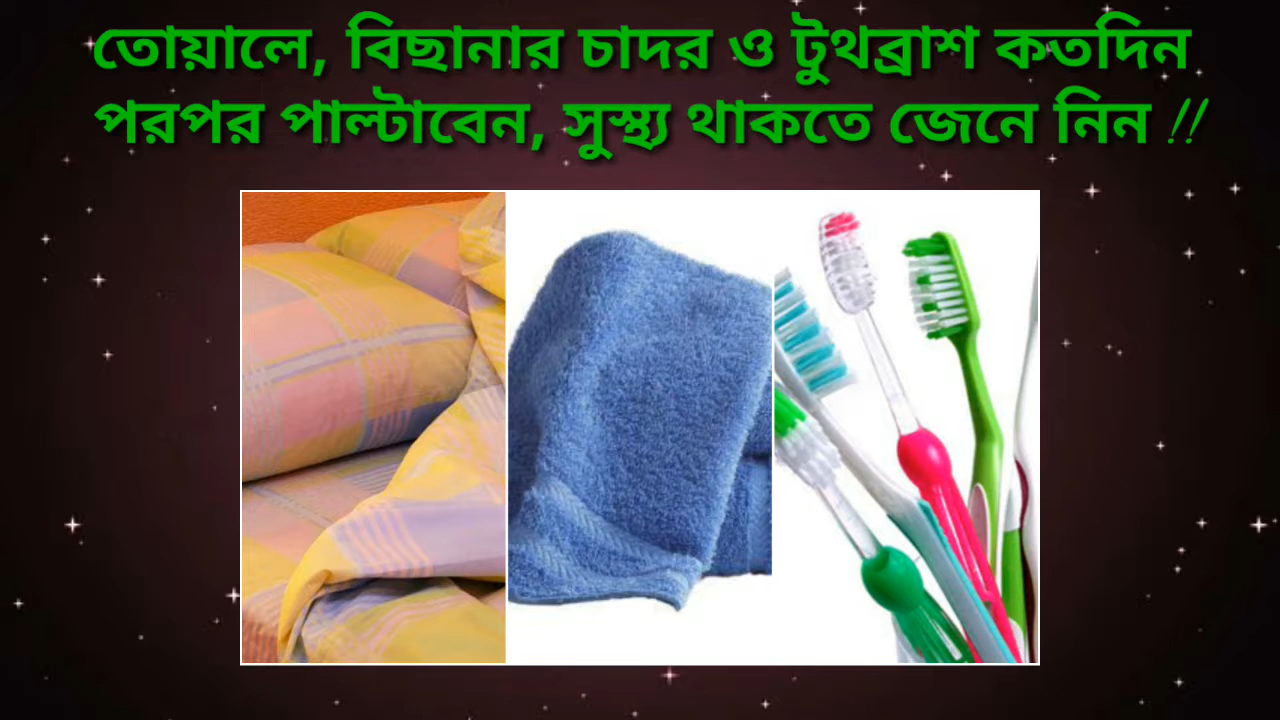 তোয়ালে, বিছানার চাদর ও টুথব্রাশ কতদিন
পরপর পাল্টাবেন, সুস্থ্য থাকতে জেনে নিন !!